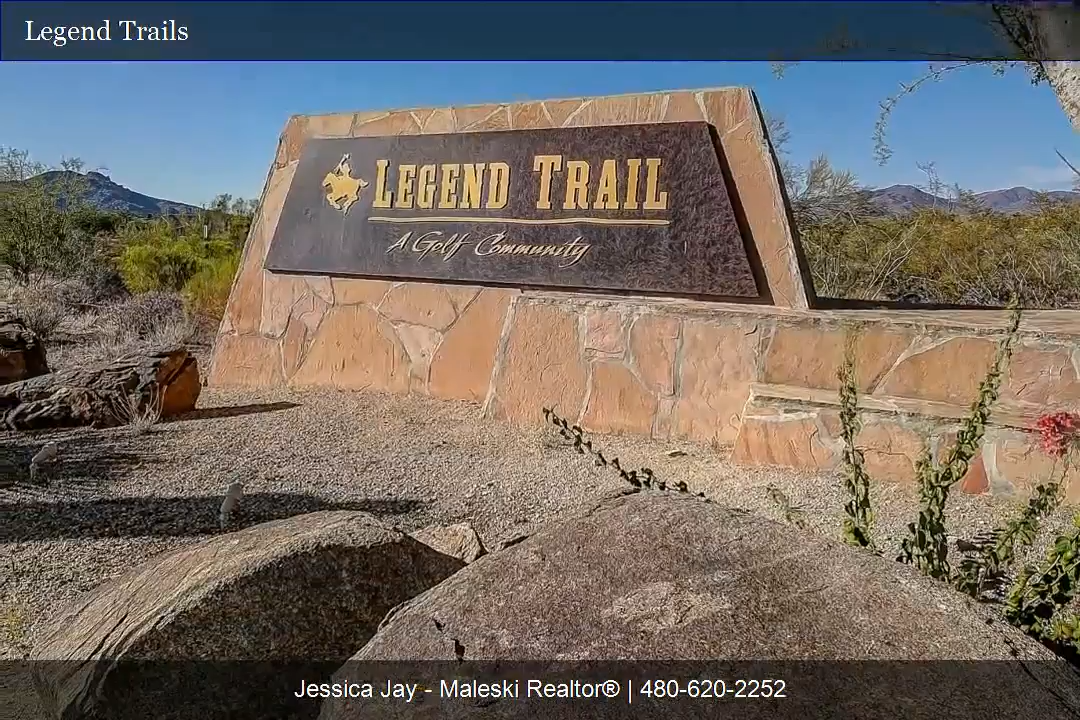 Legend Trails
LEGEND TRAIL
A Golf Community
Jessica Jay - Maleski Realtor® | 480-620-2252